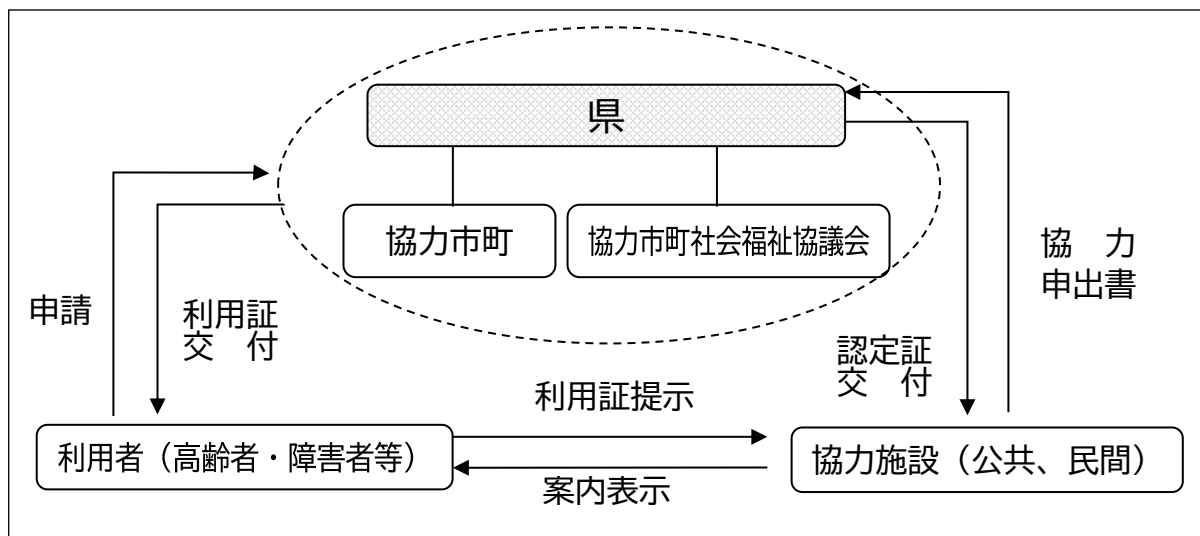 県
協力市町
協力市町社会福祉協議会
協　力
申出書
申請
利用証
交　付
認定証
交　付
利用証提示
利用者（高齢者・障害者等）
協力施設（公共、民間）
案内表示